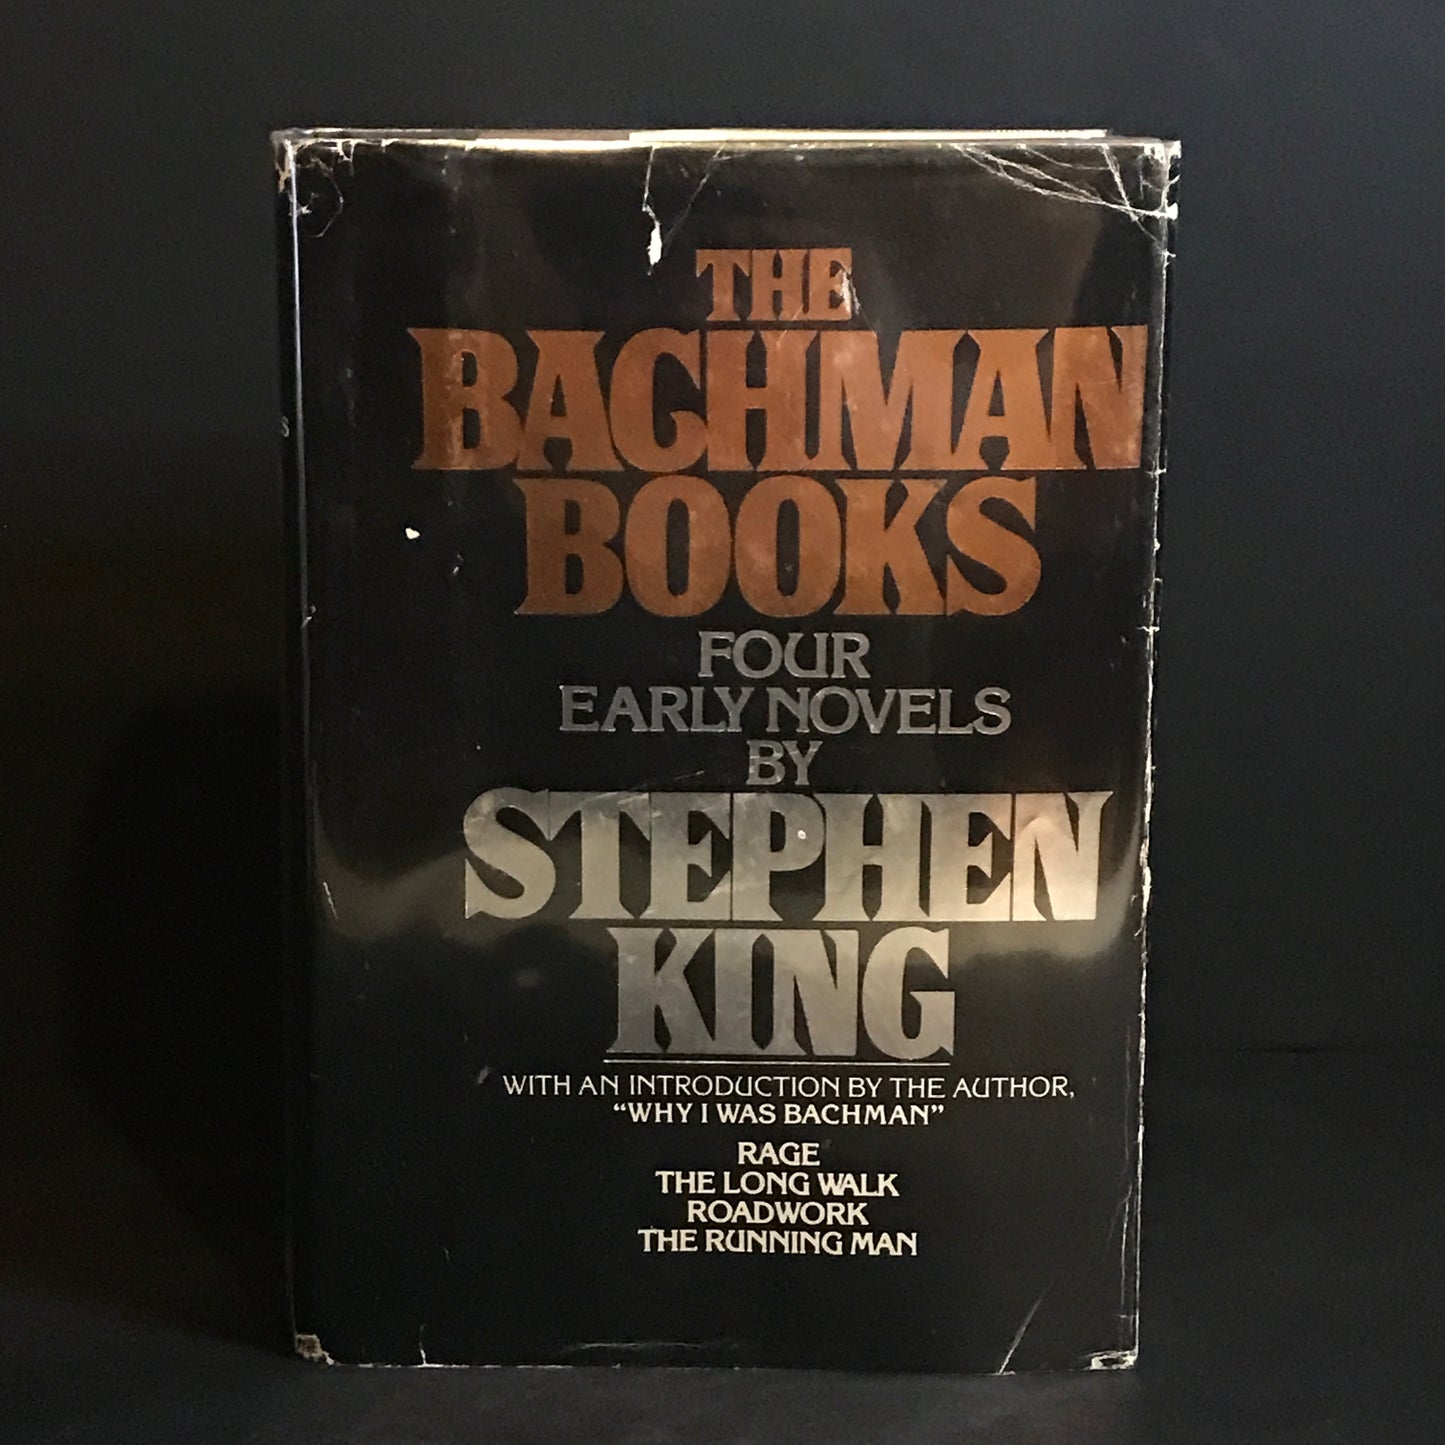 THE
BACHMAN
BOOKS
FOUR
EARLY NOVELS
BY
STEPHEN
KING
WITH AN INTRODUCTION BY THE AUTHOR,
“WHY I WAS BACHMAN”
RAGE
THE LONG WALK
ROADWORK
THE RUNNING MAN